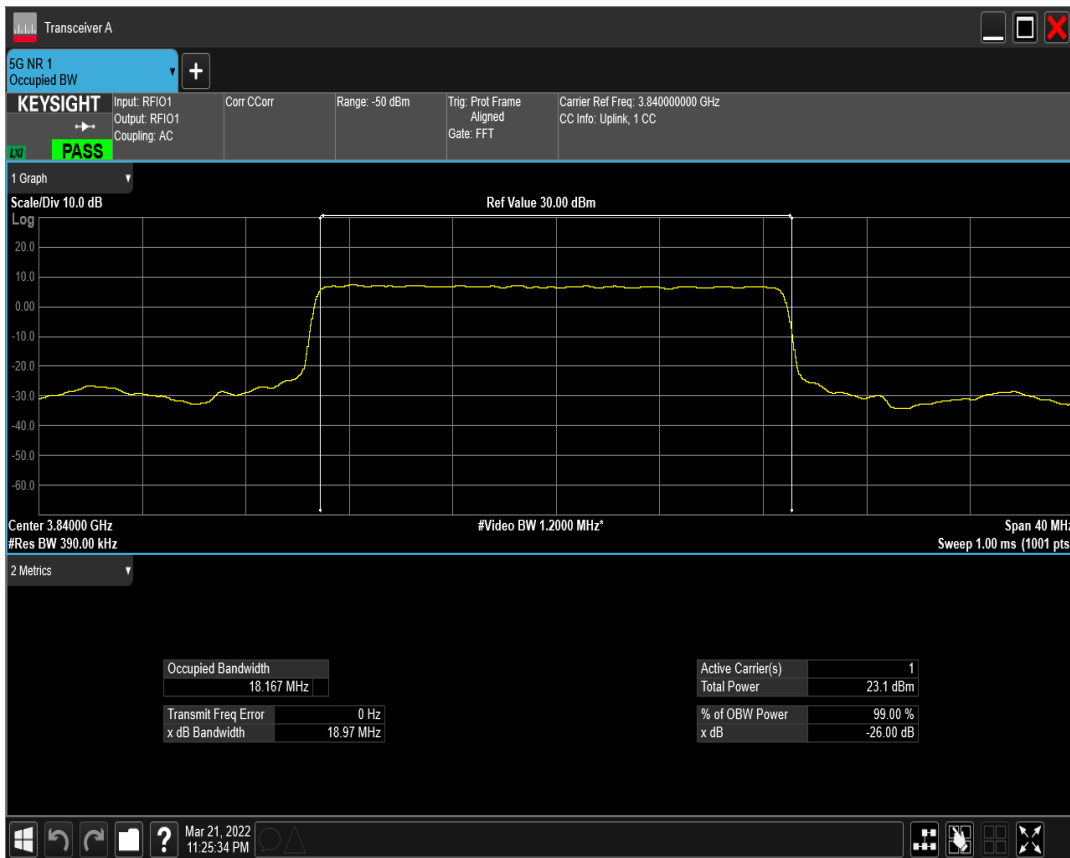 Transceiver A
5G NR 1
Occupied BW
KEYSIGHT
LXI
PASS
Input: RFIO1
Output: RFIO1
Coupling: AC
Corr CCorr
Range: -50 dBm
Trig: Prot Frame
Aligned
Gate: FFT
Carrier Ref Freq: 3.840000000 GHz
CC Info: Uplink, 1 CC
1 Graph
Scale/Div 10.0 dB
Ref Value 30.00 dBm
Log
20.0
10.0
0.00
-10.0
-20.0
-30.0
-40.0
-50.0
-60.0
Center 3.84000 GHz
#Video BW 1.2000 MHz*
Span 40 MHz
#Res BW 390.00 kHz
Sweep 1.00 ms (1001 pts
2 Metrics
Occupied Bandwidth
18.167 MHz
Transmit Freq Error 0 Hz
x dB Bandwidth 18.97 MHz
Active Carrier(s) 1
Total Power 23.1 dBm
% of OBW Power 99.00 %
x dB -26.00 dB
?
Mar 21, 2022
11:25:34 PM